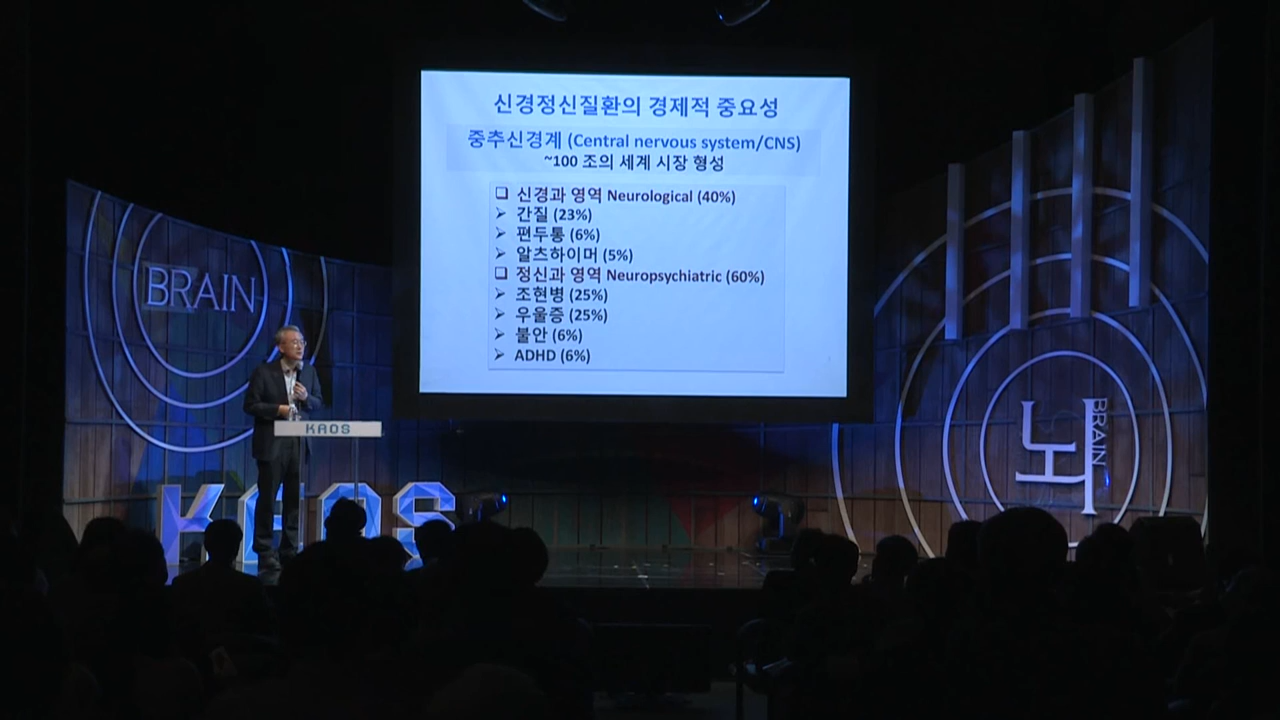 신경정신질환의 경제적 중요성
중추신경계 (Central nervous system/CNS)
~100 조의 세계 시장 형성
❑ 신경과 영역 Neurological (40%)
➢ 간질 (23%)
➢ 편두통 (6%)
➢ 알츠하이머 (5%)
❑ 정신과 영역 Neuropsychiatric (60%)
➢ 조현병 (25%)
➢ 우울증 (25%)
➢ 불안 (6%)
➢ ADHD (6%)
BRAIN
KAOS
KAOS
뇌
BRAIN